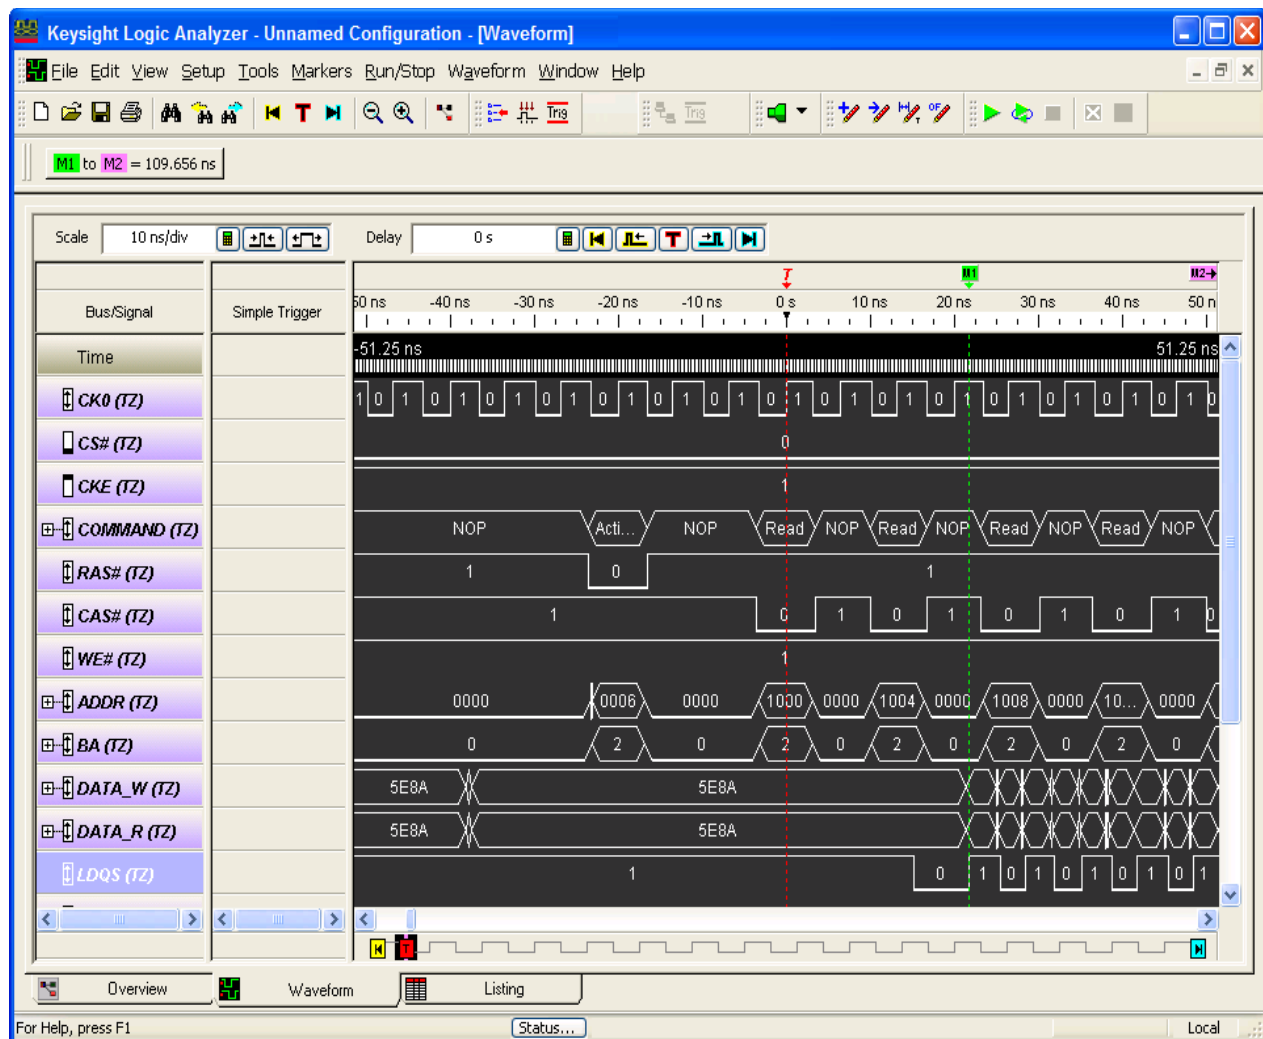 Keysight Logic Analyzer - Unnamed Configuration - [Waveform]
File Edit View Setup Tools Markers Run/Stop Waveform Window Help
T Trig Trig T OFF
M1 to M2 = 109.656 ns
Scale 10 ns/div Delay 0 s T
T M1 M2
Bus/Signal Simple Trigger 50 ns -40 ns -30 ns -20 ns -10 ns 0 s 10 ns 20 ns 30 ns 40 ns 50 n
Time -51.25 ns 51.25 ns
CK0 (TZ) 1 0 1 0 1 0 1 0 1 0 1 0 1 0 1 0 1 0 1 0 1 0 1 0 1 0 1 0 1 0 1 0
CS# (TZ) 0
CKE (TZ) 1
COMMAND (TZ) NOP Acti... NOP Read NOP Read NOP Read NOP Read NOP
RAS# (TZ) 1 0 1
CAS# (TZ) 1 0 1 0 1 0 1 0 1 0
WE# (TZ) 1
ADDR (TZ) 0000 0006 0000 1000 0000 1004 0000 1008 0000 10... 0000
BA (TZ) 0 2 0 2 0 2 0 2 0 2 0
DATA_W (TZ) 5E8A 5E8A
DATA_R (TZ) 5E8A 5E8A
LDQS (TZ) 1 0 1 0 1 0 1 0 1 0 1
T
Overview Waveform Listing
For Help, press F1 Status... Local